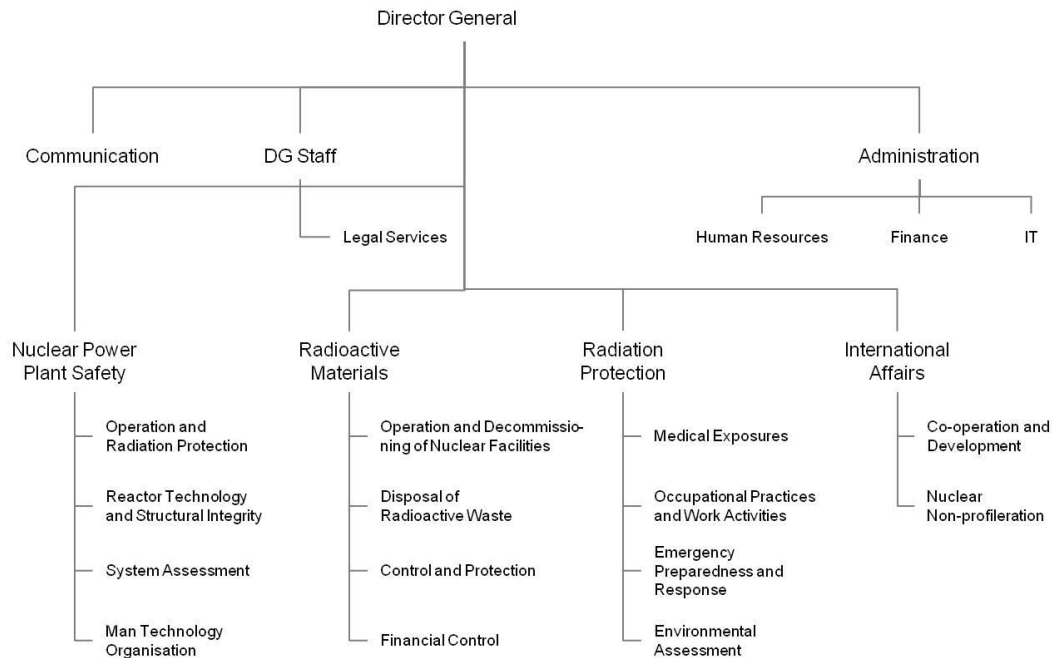 Director General
Communication
DG Staff
Administration
Legal Services
Human Resources
Finance
IT
Nuclear Power
Plant Safety
Radioactive
Materials
Radiation
Protection
International
Affairs
Operation and
Radiation Protection
Reactor Technology
and Structural Integrity
System Assessment
Man Technology
Organisation
Operation and Decommissio-
ning of Nuclear Facilities
Disposal of
Radioactive Waste
Control and Protection
Financial Control
Medical Exposures
Occupational Practices
and Work Activities
Emergency
Preparedness and
Response
Environmental
Assessment
Co-operation and
Development
Nuclear
Non-profileration